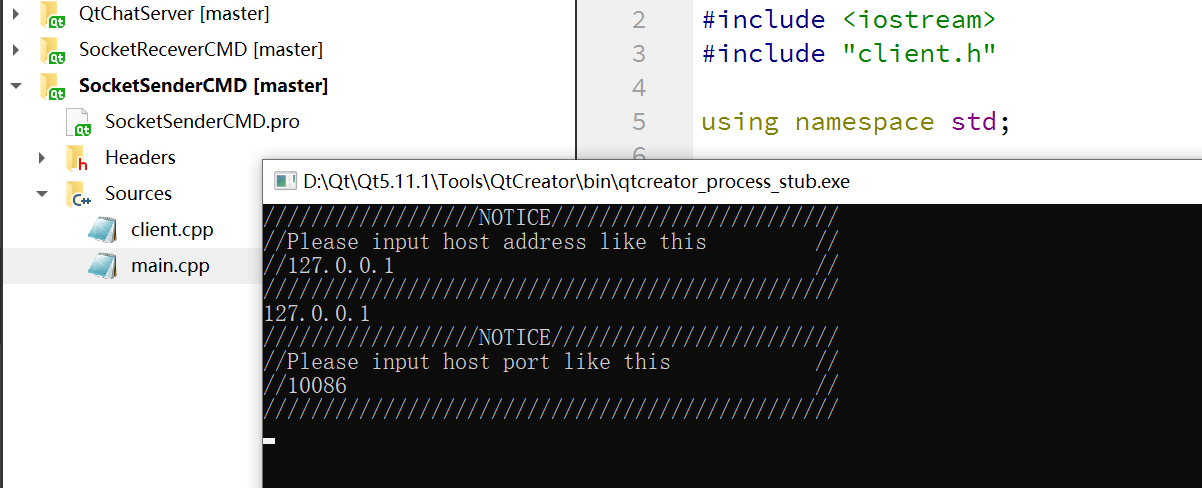 QtChatServer [master]
SocketReceverCMD [master]
SocketSenderCMD [master]
SocketSenderCMD.pro
Headers
Sources
client.cpp
main.cpp
2 #include <iostream>
3 #include "client.h"
4
5 using namespace std;
6
D:\Qt\Qt5.11.1\Tools\QtCreator\bin\qtcreator_process_stub.exe
//////////////////NOTICE////////////////////////
//Please input host address like this         //
//127.0.0.1                                   //
////////////////////////////////////////////////
127.0.0.1
//////////////////NOTICE////////////////////////
//Please input host port like this            //
//10086                                       //
////////////////////////////////////////////////